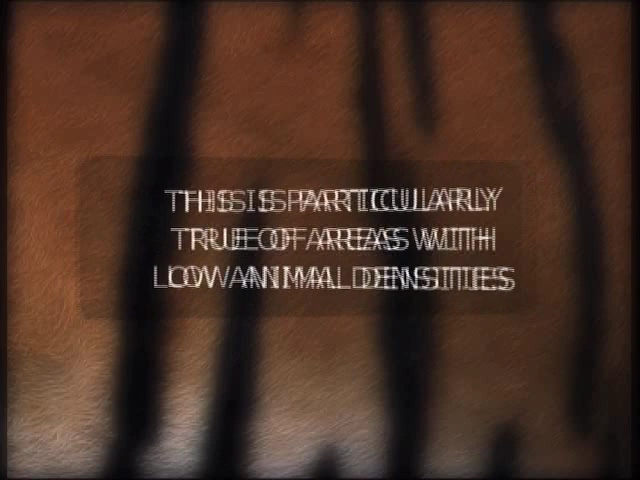 THIS IS PARTICULARLY
TRUE OF AREAS WITH
LOW ANIMAL DENSITIES